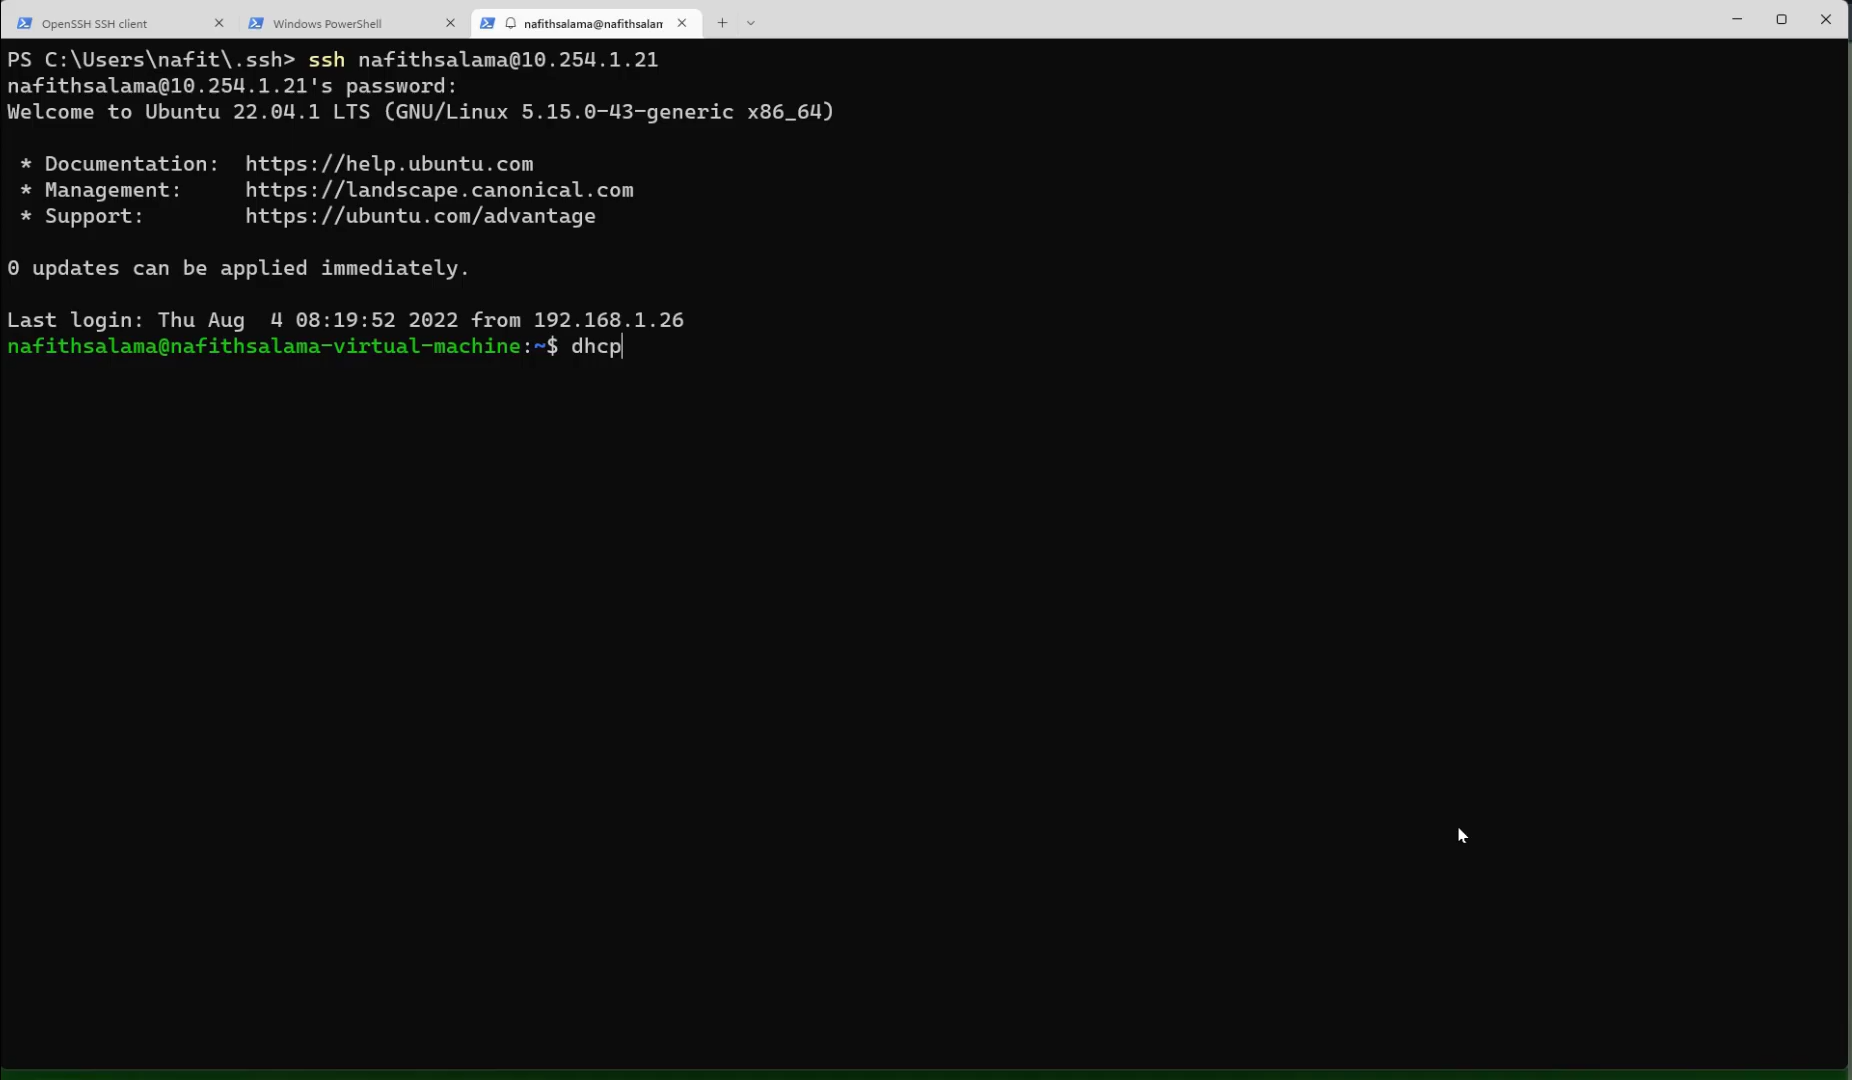 OpenSSH SSH client
Windows PowerShell
nafithsalama@nafithsalam
PS C:\Users\nafit\.ssh> ssh nafithsalama@10.254.1.21
nafithsalama@10.254.1.21's password:
Welcome to Ubuntu 22.04.1 LTS (GNU/Linux 5.15.0-43-generic x86_64)
* Documentation: https://help.ubuntu.com
* Management: https://landscape.canonical.com
* Support: https://ubuntu.com/advantage
0 updates can be applied immediately.
Last login: Thu Aug  4 08:19:52 2022 from 192.168.1.26
nafithsalama@nafithsalama-virtual-machine:~$ dhcp